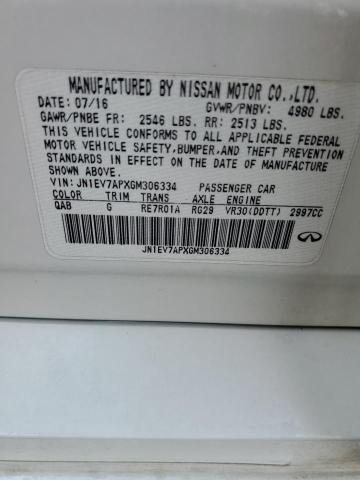 MANUFACTURED BY NISSAN MOTOR CO.,LTD.
DATE: 07/16 GVWR/PNBV: 4980 LBS.
GAWR/PNBE FR: 2546 LBS. RR: 2513 LBS.
THIS VEHICLE CONFORMS TO ALL APPLICABLE FEDERAL
MOTOR VEHICLE SAFETY,BUMPER,AND THEFT PREVENTION
STANDARDS IN EFFECT ON THE DATE OF MANUFACTURE
SHOWN ABOVE.
VIN:JN1EV7APXGM306334 PASSENGER CAR
COLOR TRIM TRANS AXLE ENGINE
QAB G RE7R01A RG29 VR30(DDTT) 2997CC
JN1EV7APXGM306334